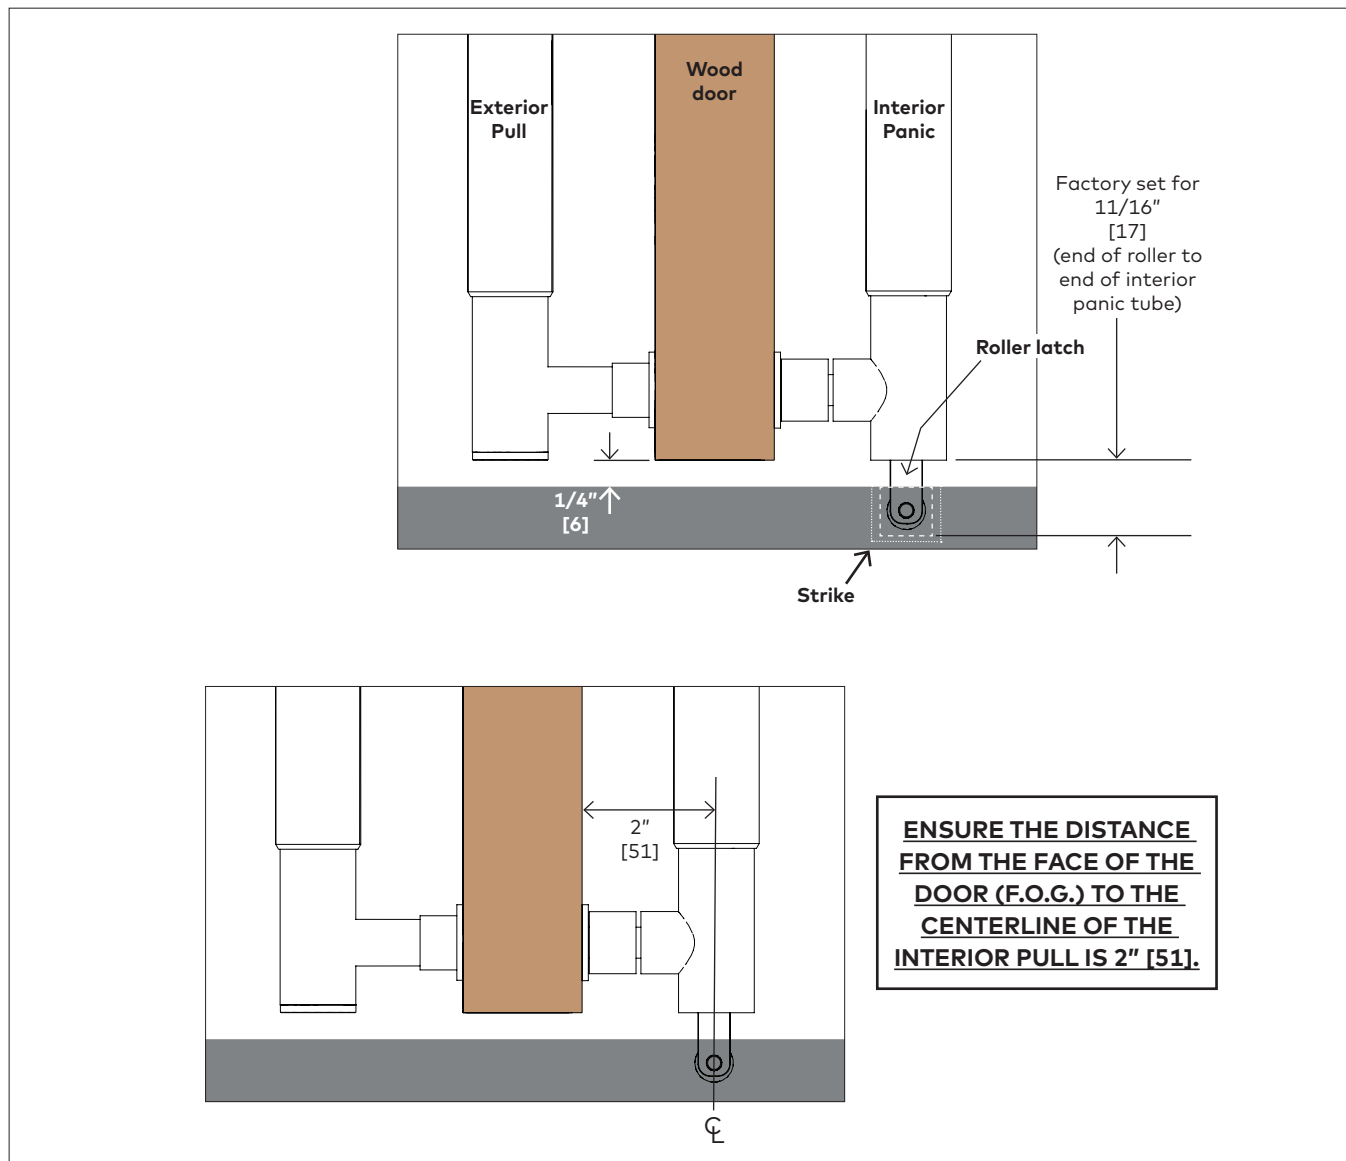 Wood
door
Exterior
Pull
Interior
Panic
Factory set for
11/16"
[17]
(end of roller to
end of interior
panic tube)
Roller latch
1/4"
[6]
Strike
2"
[51]
ENSURE THE DISTANCE
FROM THE FACE OF THE
DOOR (F.O.G.) TO THE
CENTERLINE OF THE
INTERIOR PULL IS 2" [51].
℄